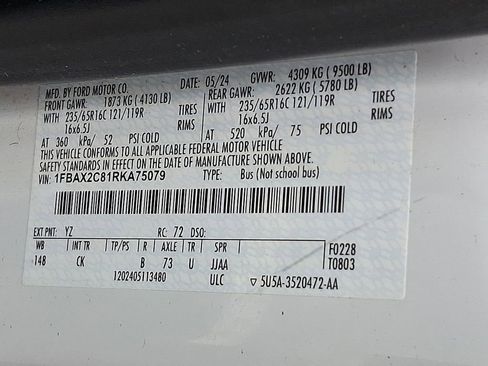 MFD. BY FORD MOTOR CO. DATE: 05/24 GVWR: 4309 KG (9500 LB)
FRONT GAWR: 1873 KG (4130 LB) REAR GAWR: 2622 KG (5780 LB)
WITH 235/65R16C 121/119R TIRES WITH 235/65R16C 121/119R TIRES
16x6.5J RIMS 16x6.5J RIMS
AT 360 kPa/ 52 PSI COLD AT 520 kPa/ 75 PSI COLD
THIS VEHICLE CONFORMS TO ALL APPLICABLE FEDERAL MOTOR VEHICLE
SAFETY STANDARDS IN EFFECT ON THE DATE OF MANUFACTURE SHOWN ABOVE.
VIN: 1FBAX2C81RKA75079 TYPE: Bus (Not school bus)
EXT PNT: YZ RC: 72 DSO:
WB INT TR TP/PS R AXLE TR SPR F0228
148 CK B 73 U JJAA T0803
1202405113480 ULC ▽ 5U5A-3520472-AA